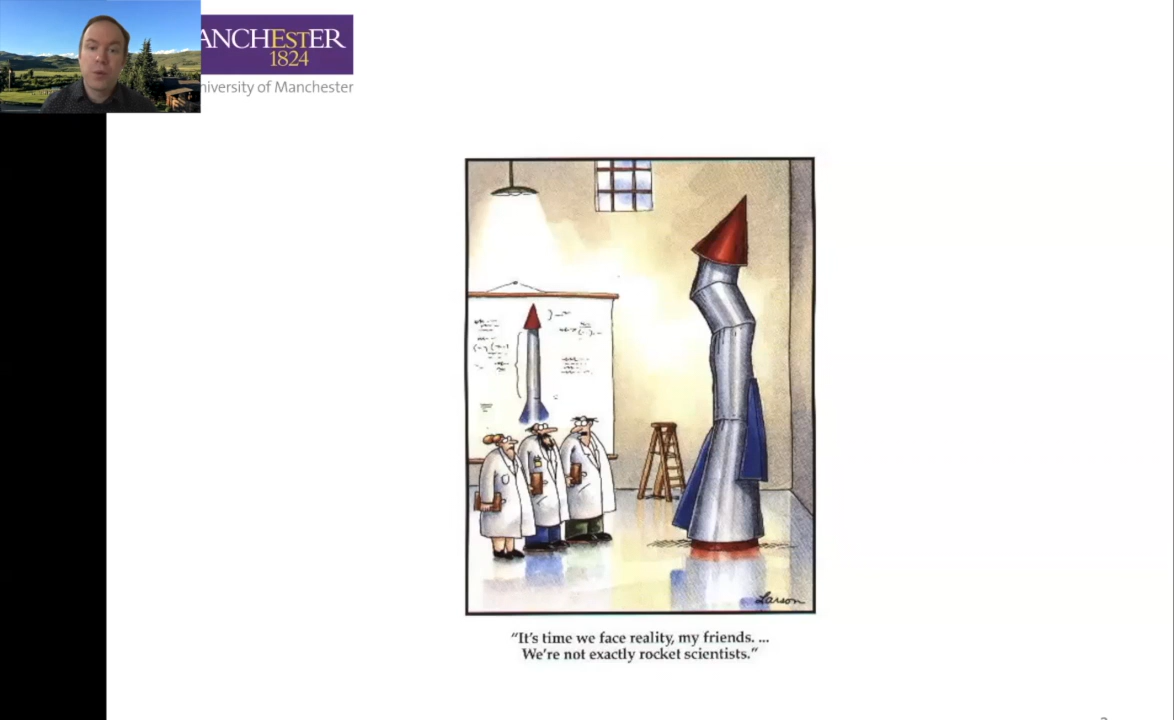 ANCHESTER
1824
niversity of Manchester
Larson
"It's time we face reality, my friends. ...
We're not exactly rocket scientists."